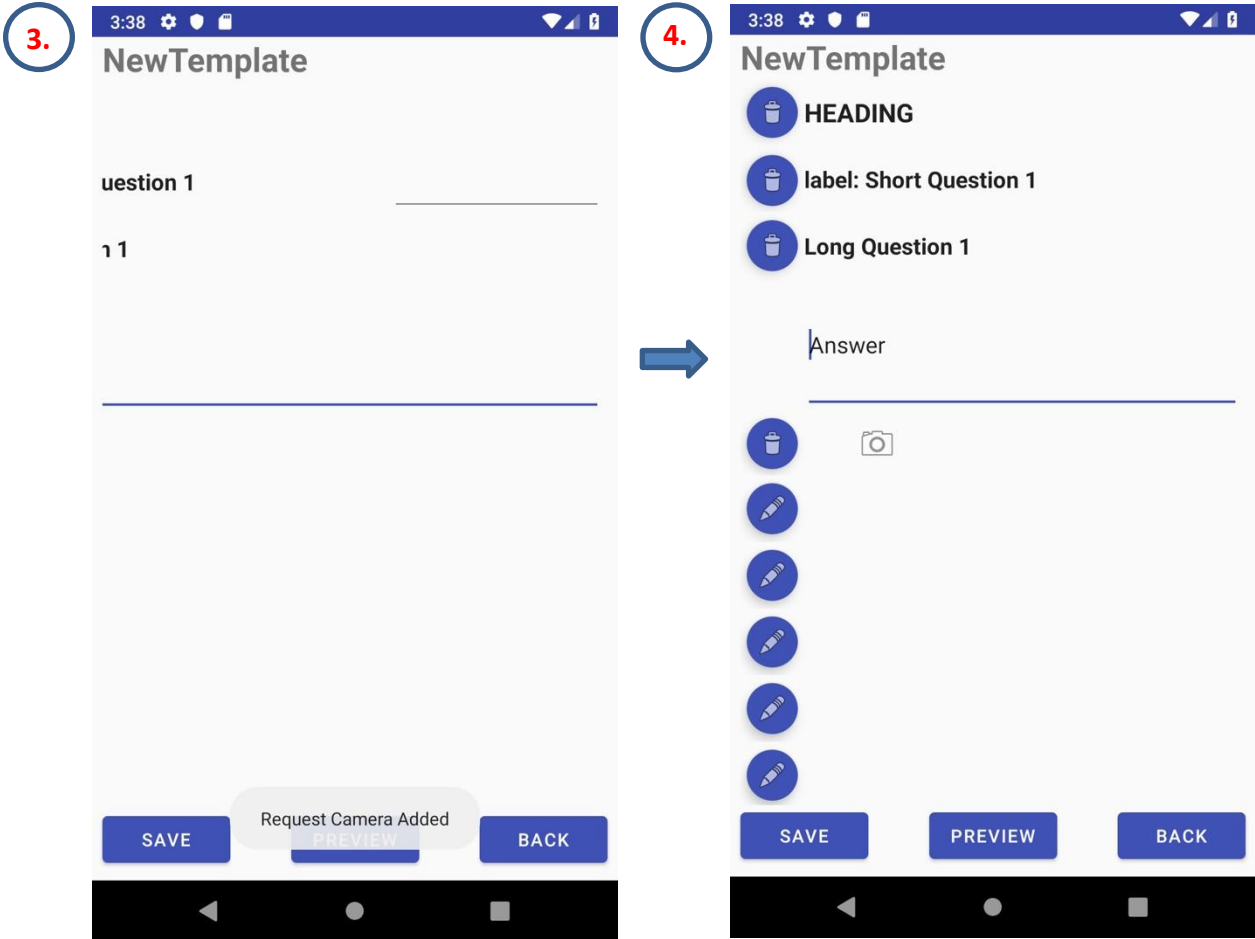 3.
3:38
NewTemplate
uestion 1
n 1
Request Camera Added
SAVE
PREVIEW
BACK
4.
3:38
NewTemplate
HEADING
label: Short Question 1
Long Question 1
Answer
SAVE
PREVIEW
BACK